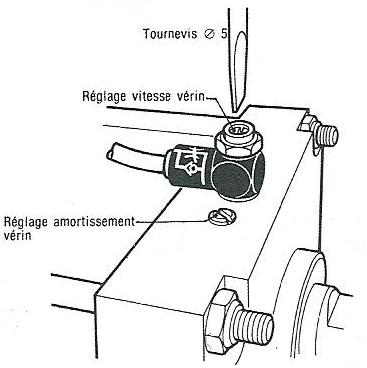 Tournevis ∅ 5
Réglage vitesse vérin
Réglage amortissement
vérin